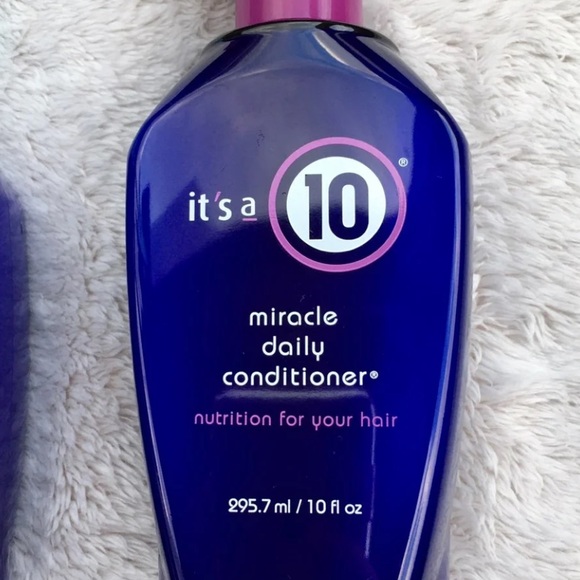 it's a 10®
miracle
daily
conditioner®
nutrition for your hair
295.7 ml / 10 fl oz